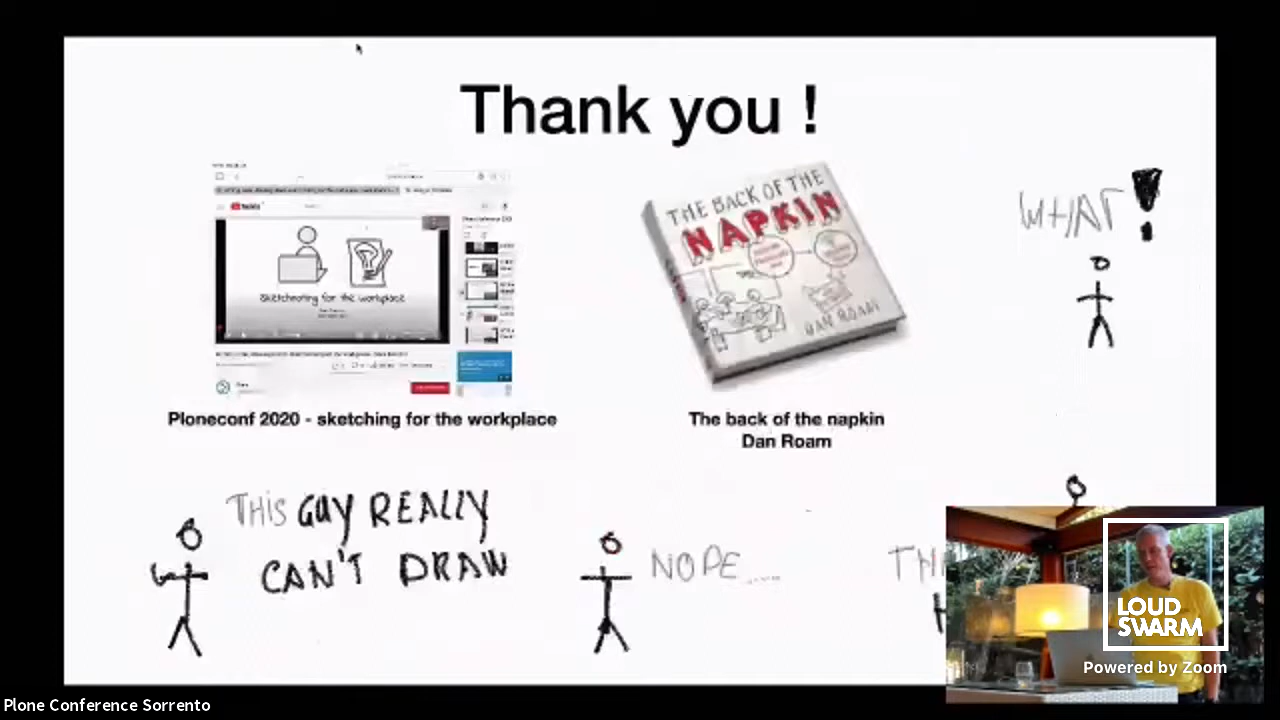 Thank you !
Sketchnoting for the workplace
THE BACK OF THE
NAPKIN
DAN ROAM
WHAT!
Ploneconf 2020 - sketching for the workplace
The back of the napkin
Dan Roam
THIS GUY REALLY
CAN'T DRAW
NOPE....
LOUD
SWARM
Powered by Zoom
Plone Conference Sorrento